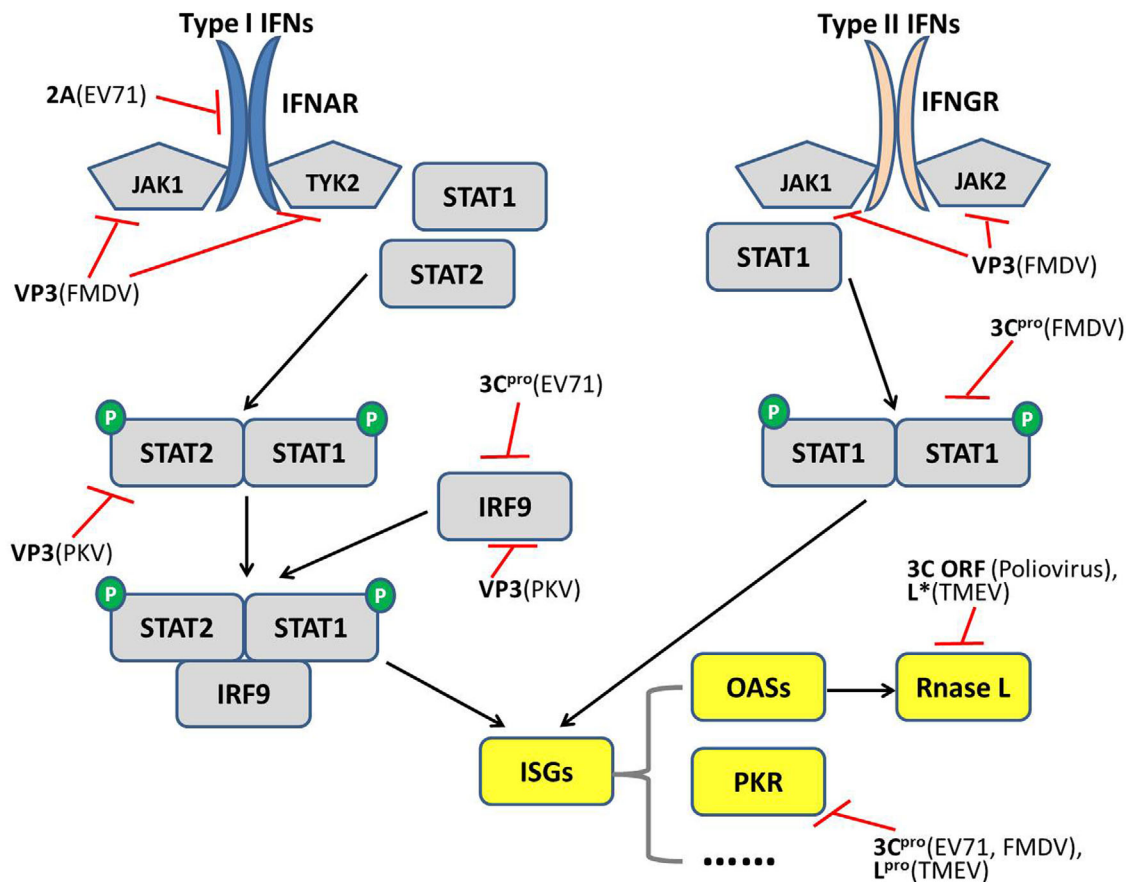 Type I IFNs
Type II IFNs
2A(EV71)
IFNAR
IFNGR
JAK1
TYK2
JAK1
JAK2
STAT1
STAT2
STAT1
VP3(FMDV)
VP3(FMDV)
3Cᵖʳᵒ(FMDV)
3Cᵖʳᵒ(EV71)
P
P
STAT2
STAT1
P
P
STAT1
STAT1
IRF9
VP3(PKV)
VP3(PKV)
3C ORF (Poliovirus),
L*(TMEV)
P
P
STAT2
STAT1
IRF9
OASs
Rnase L
ISGs
PKR
......
3Cᵖʳᵒ(EV71, FMDV),
Lᵖʳᵒ(TMEV)